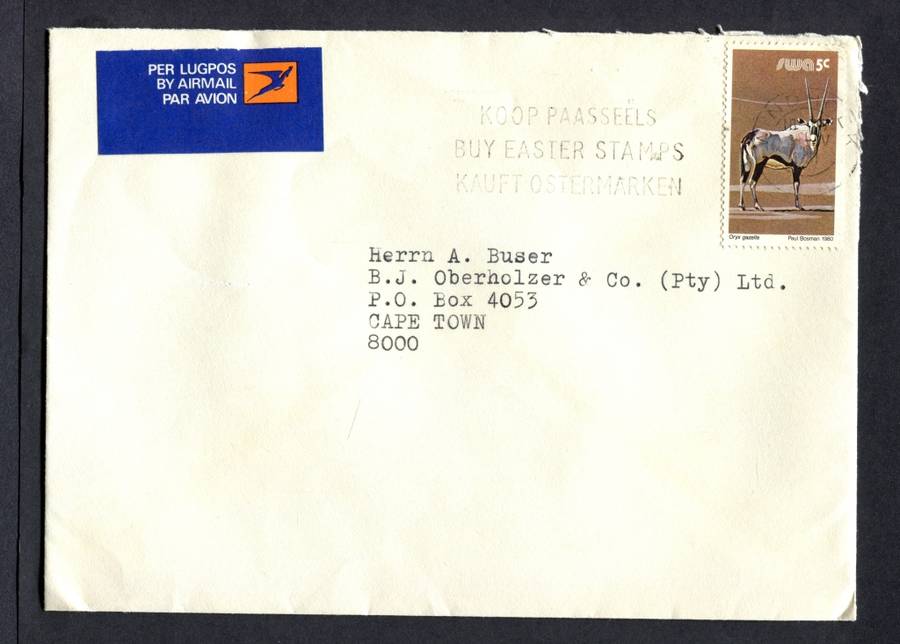 PER LUGPOS
BY AIRMAIL
PAR AVION
swa 5c
KOOP PAASSEËLS
BUY EASTER STAMPS
KAUFT OSTERMARKEN
Oryx gazella
Paul Bosman 1980
Herrn A. Buser
B.J. Oberholzer & Co. (Pty) Ltd.
P.O. Box 4053
CAPE TOWN
8000